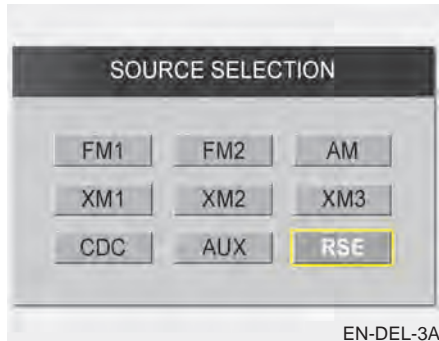 SOURCE SELECTION
FM1 FM2 AM
XM1 XM2 XM3
CDC AUX RSE
EN-DEL-3A